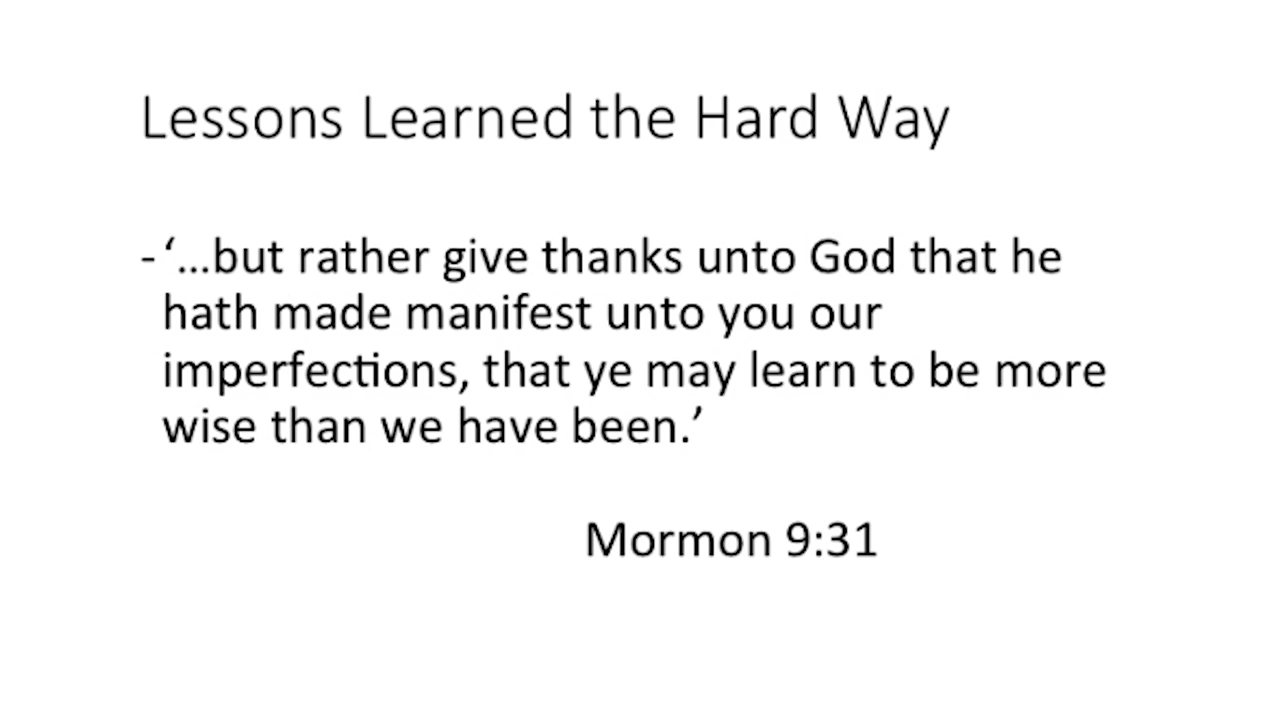 Lessons Learned the Hard Way
- ‘...but rather give thanks unto God that he
hath made manifest unto you our
imperfections, that ye may learn to be more
wise than we have been.’
Mormon 9:31